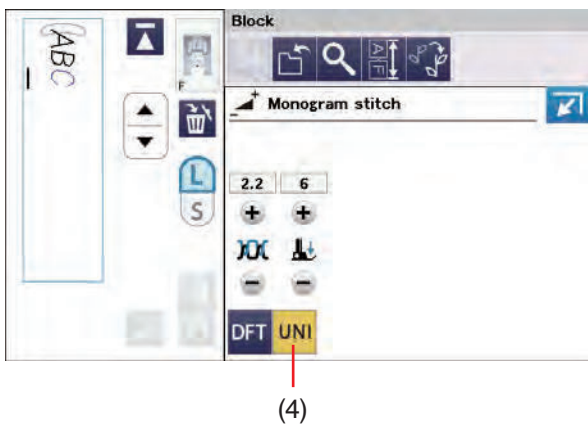 Block
ABC
F
A F
Monogram stitch
L
S
2.2 6
DFT UNI
(4)